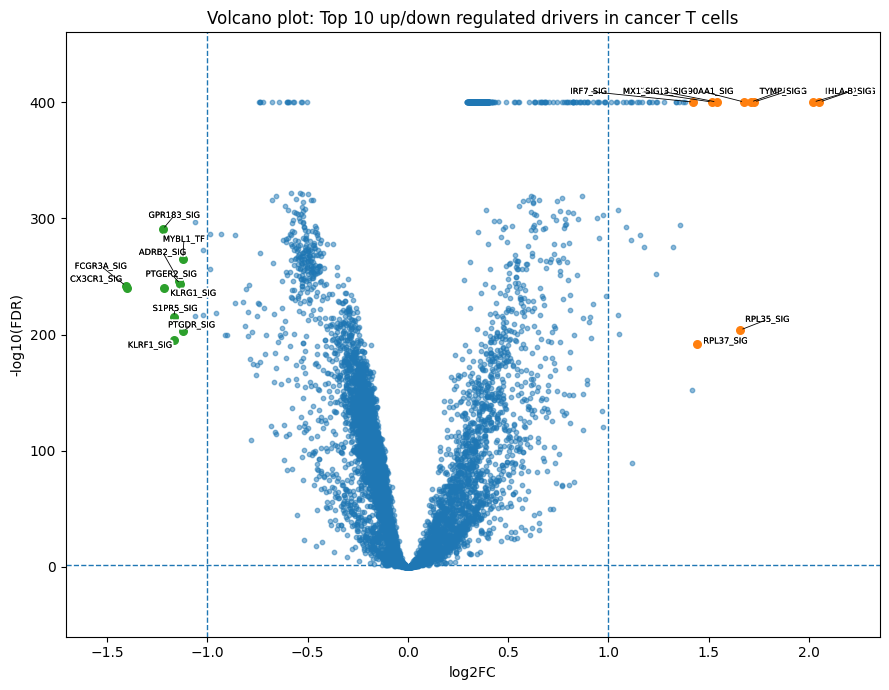 Volcano plot: Top 10 up/down regulated drivers in cancer T cells
-log10(FDR)
400
300
200
100
0
IRF7_SIG
TYMP_SIG
GPR183_SIG
MYBL1_TF
ADRB2_SIG
FCGR3A_SIG
PTGER2_SIG
CX3CR1_SIG
KLRG1_SIG
S1PR5_SIG
PTGDR_SIG
KLRF1_SIG
RPL35_SIG
RPL37_SIG
−1.5
−1.0
−0.5
0.0
0.5
1.0
1.5
2.0
log2FC